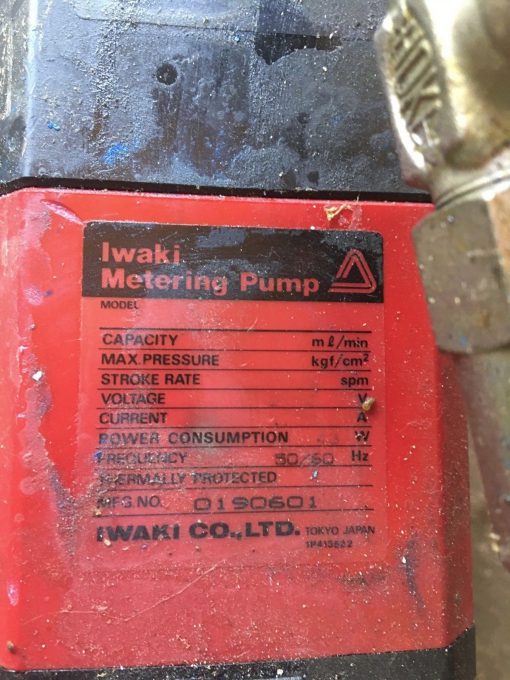 Iwaki
Metering Pump
MODEL
CAPACITY mℓ/min
MAX.PRESSURE kgf/cm²
STROKE RATE spm
VOLTAGE V
CURRENT A
POWER CONSUMPTION W
FREQUENCY 50/60 Hz
THERMALLY PROTECTED
MFG.NO. 0190601
IWAKI CO.,LTD. TOKYO JAPAN